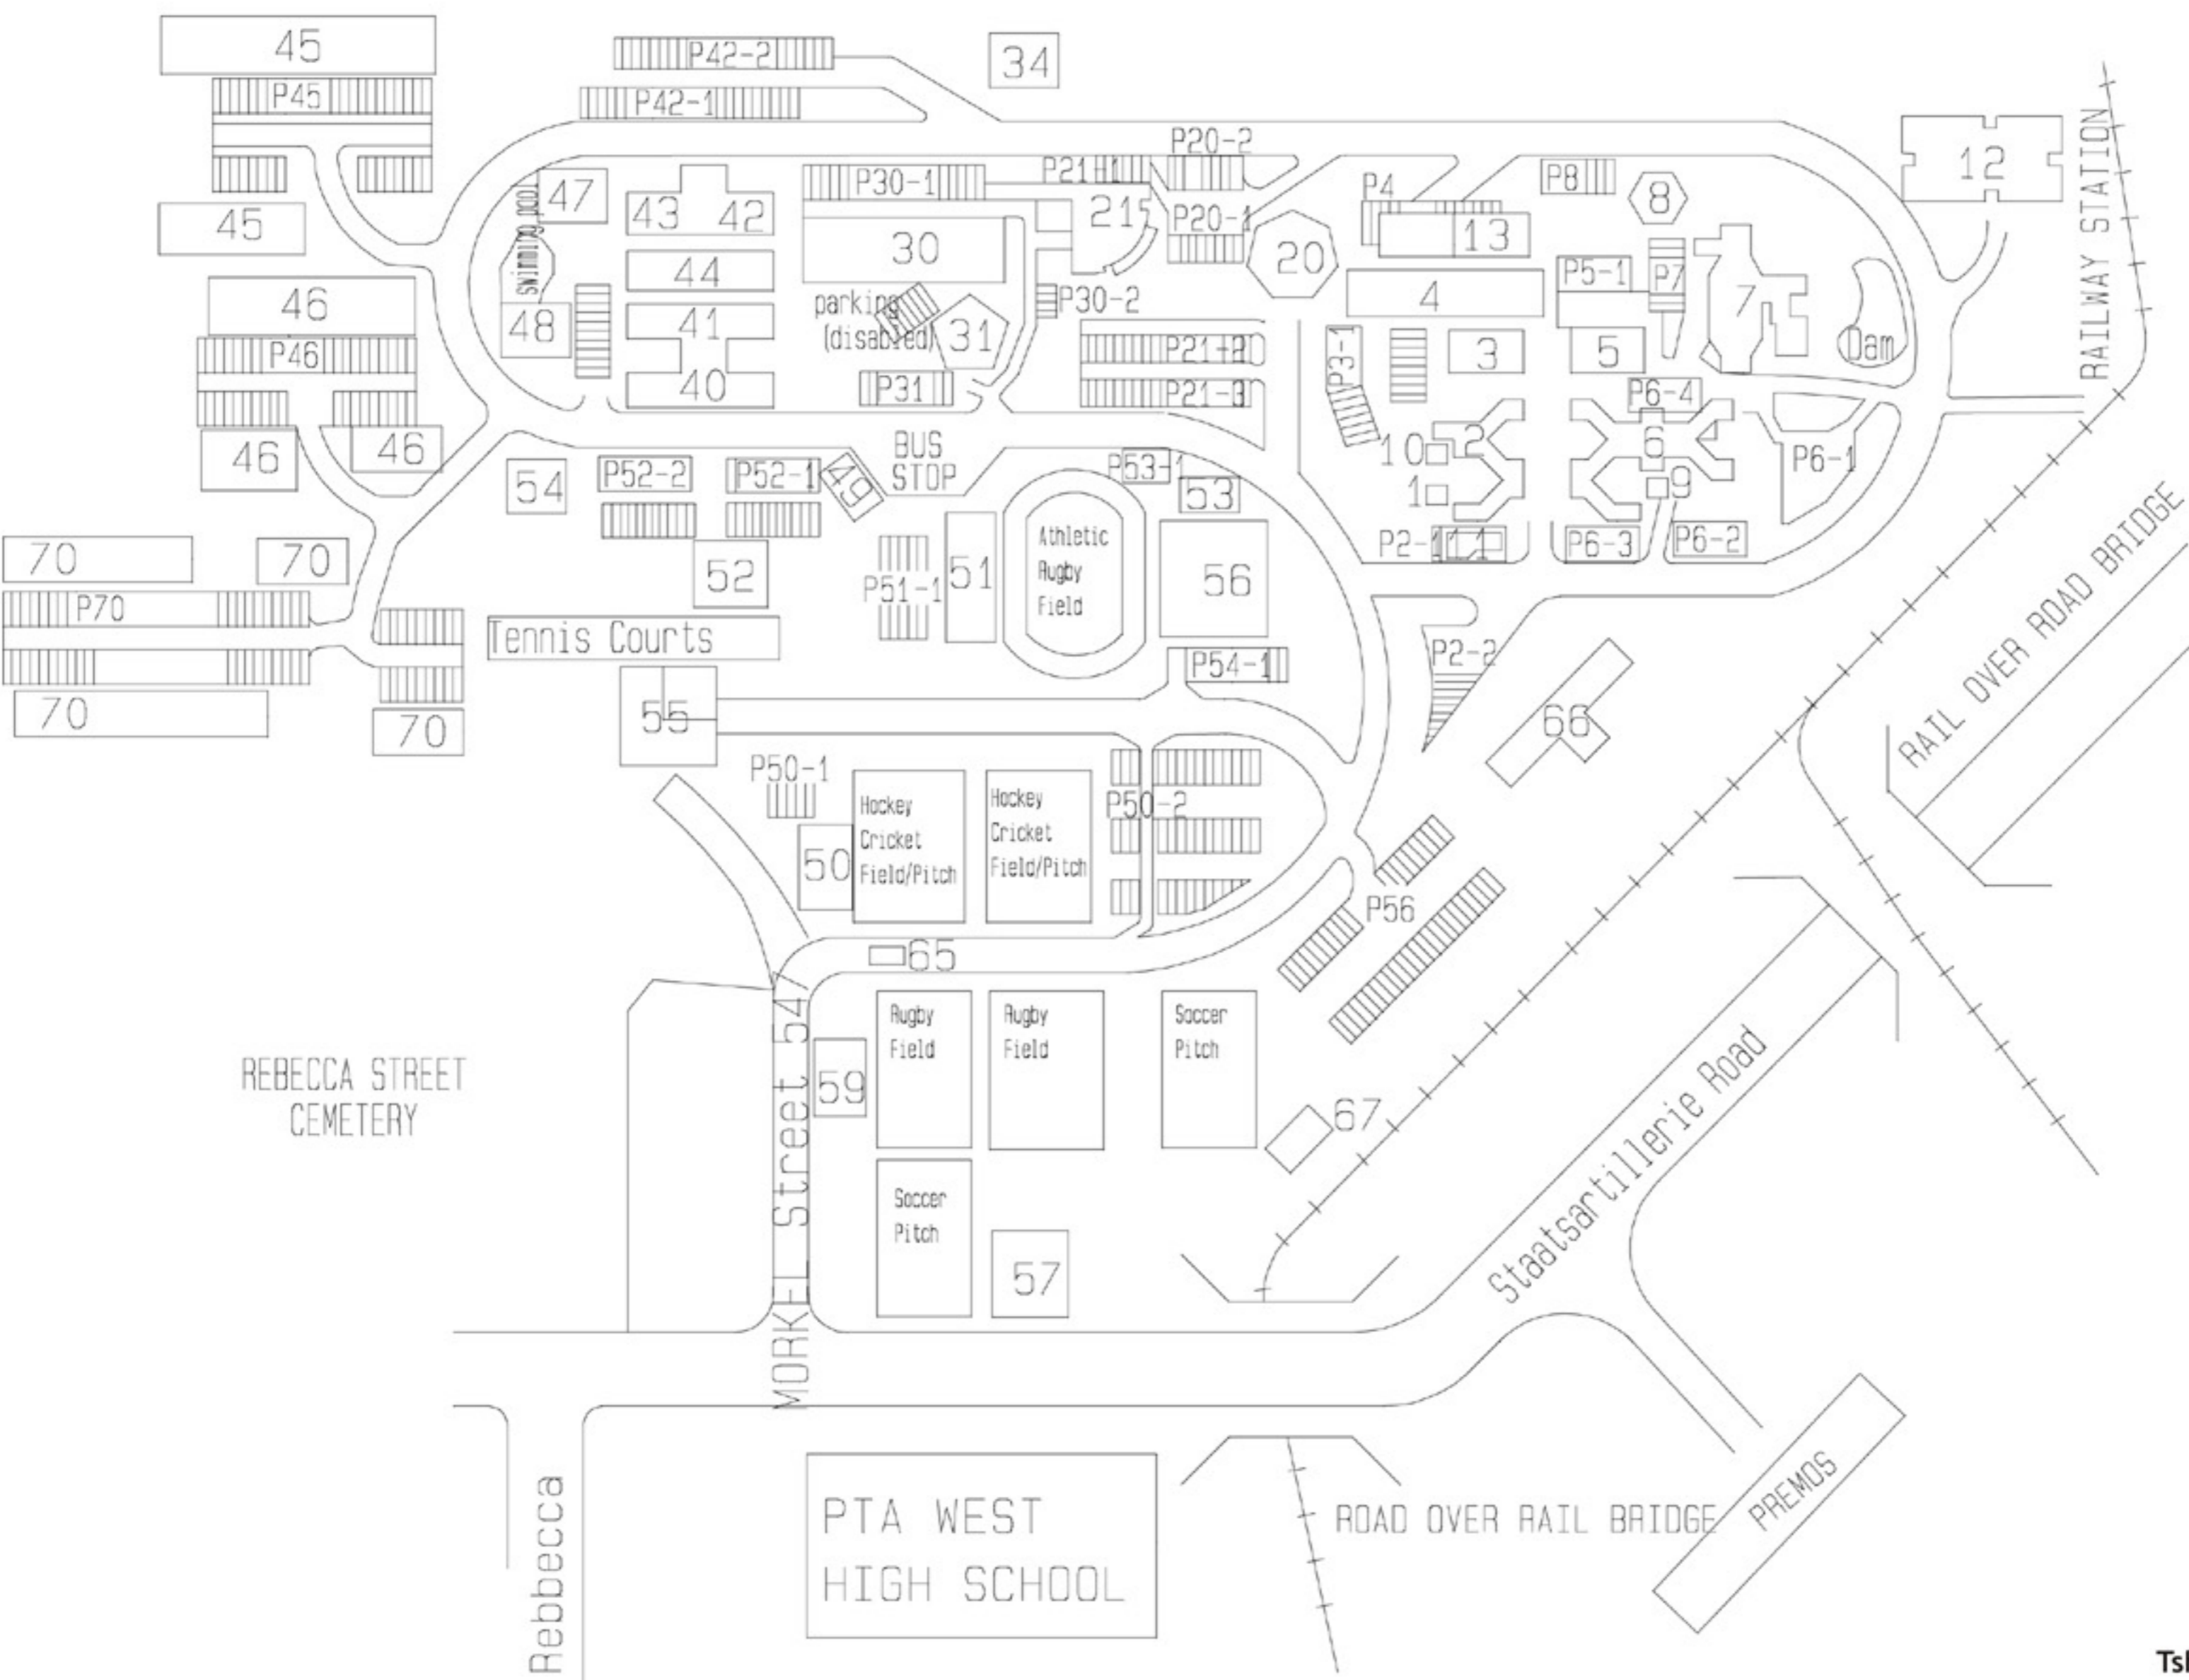 45
P42-2
34
P45
P42-1
RAILWAY STATION
12
P20-2
P30-1
P4
P8
8
47
swimming pool
43
42
21
P20-1
13
45
30
20
44
P5-1
P7
7
4
46
parking
(disabled)
P30-2
48
41
31
Dam
P46
P21-2
P3-1
3
5
40
P31
P21-3
P6-4
46
46
BUS
STOP
10
2
6
P6-1
54
P52-2
P52-1
49
P53-1
53
1
9
70
70
52
P51-1
51
Athletic
Rugby
Field
56
P6-3
P6-2
RAIL OVER ROAD BRIDGE
P70
Tennis Courts
P54-1
P2-2
70
70
55
66
P50-1
Hockey
Cricket
Field/Pitch
Hockey
Cricket
Field/Pitch
P50-2
50
P56
65
Rugby
Field
Rugby
Field
Soccer
Pitch
REBECCA STREET
CEMETERY
59
67
MORKEL Street 547
Staatsartillerie Road
Soccer
Pitch
57
PTA WEST
HIGH SCHOOL
ROAD OVER RAIL BRIDGE
PREMOS
Rebbecca